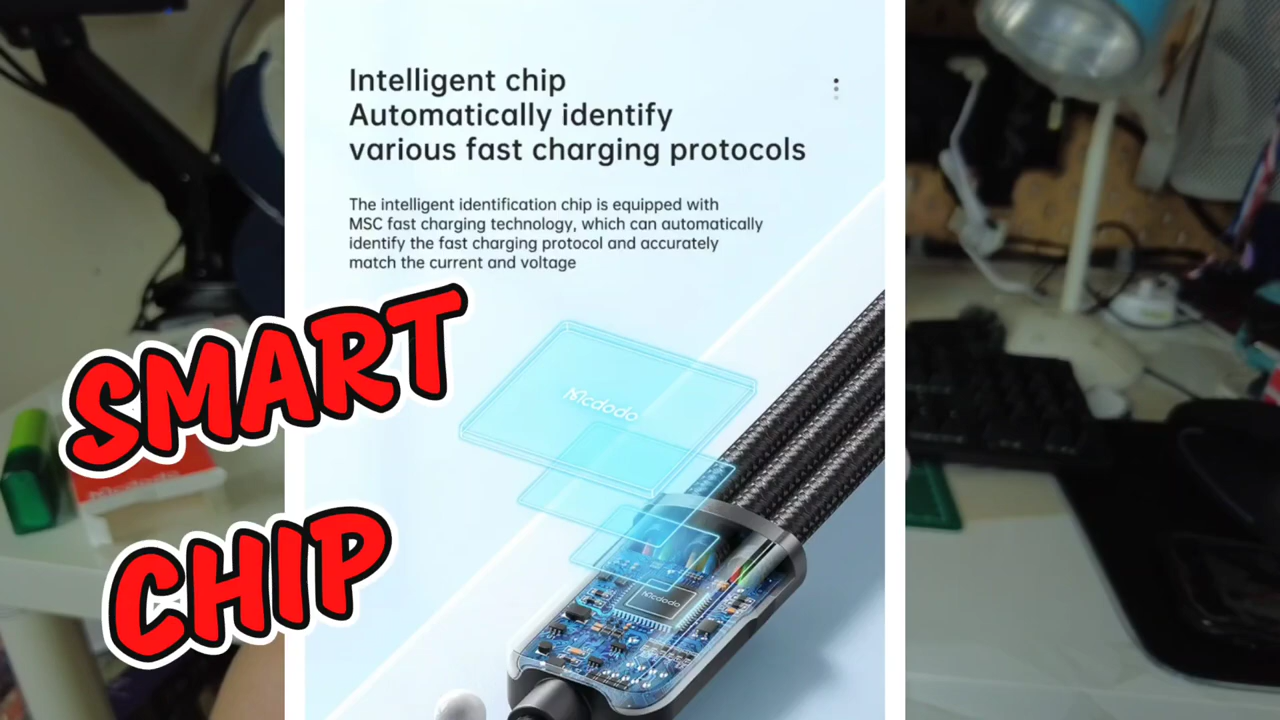 Intelligent chip
Automatically identify
various fast charging protocols
The intelligent identification chip is equipped with
MSC fast charging technology, which can automatically
identify the fast charging protocol and accurately
match the current and voltage
SMART
CHIP
Mcdodo
Mcdodo
Mcdodo